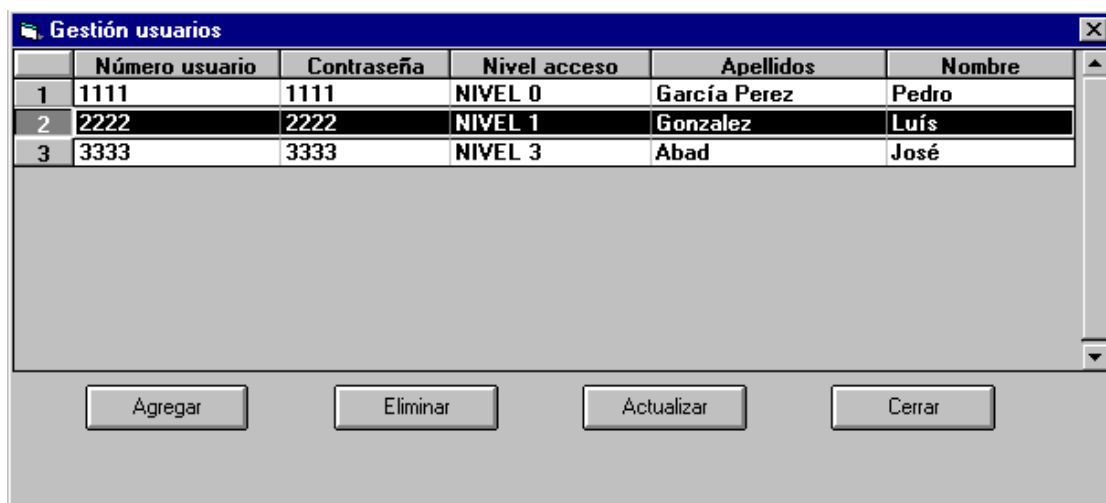 Gestión usuarios
Número usuario Contraseña Nivel acceso Apellidos Nombre
1 1111 1111 NIVEL 0 García Perez Pedro
2 2222 2222 NIVEL 1 Gonzalez Luís
3 3333 3333 NIVEL 3 Abad José
Agregar Eliminar Actualizar Cerrar